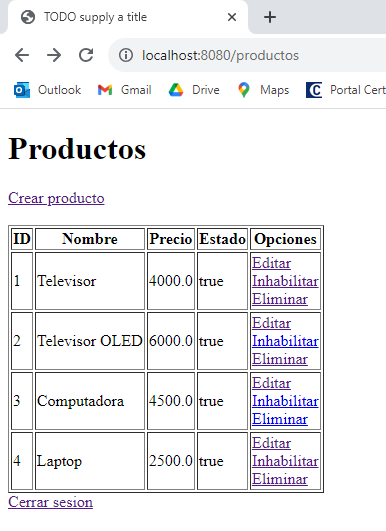 TODO supply a title
localhost:8080/productos
Outlook Gmail Drive Maps Portal Cert
Productos
Crear producto
ID Nombre Precio Estado Opciones
1 Televisor 4000.0 true Editar
Inhabilitar
Eliminar
2 Televisor OLED 6000.0 true Editar
Inhabilitar
Eliminar
3 Computadora 4500.0 true Editar
Inhabilitar
Eliminar
4 Laptop 2500.0 true Editar
Inhabilitar
Eliminar
Cerrar sesion